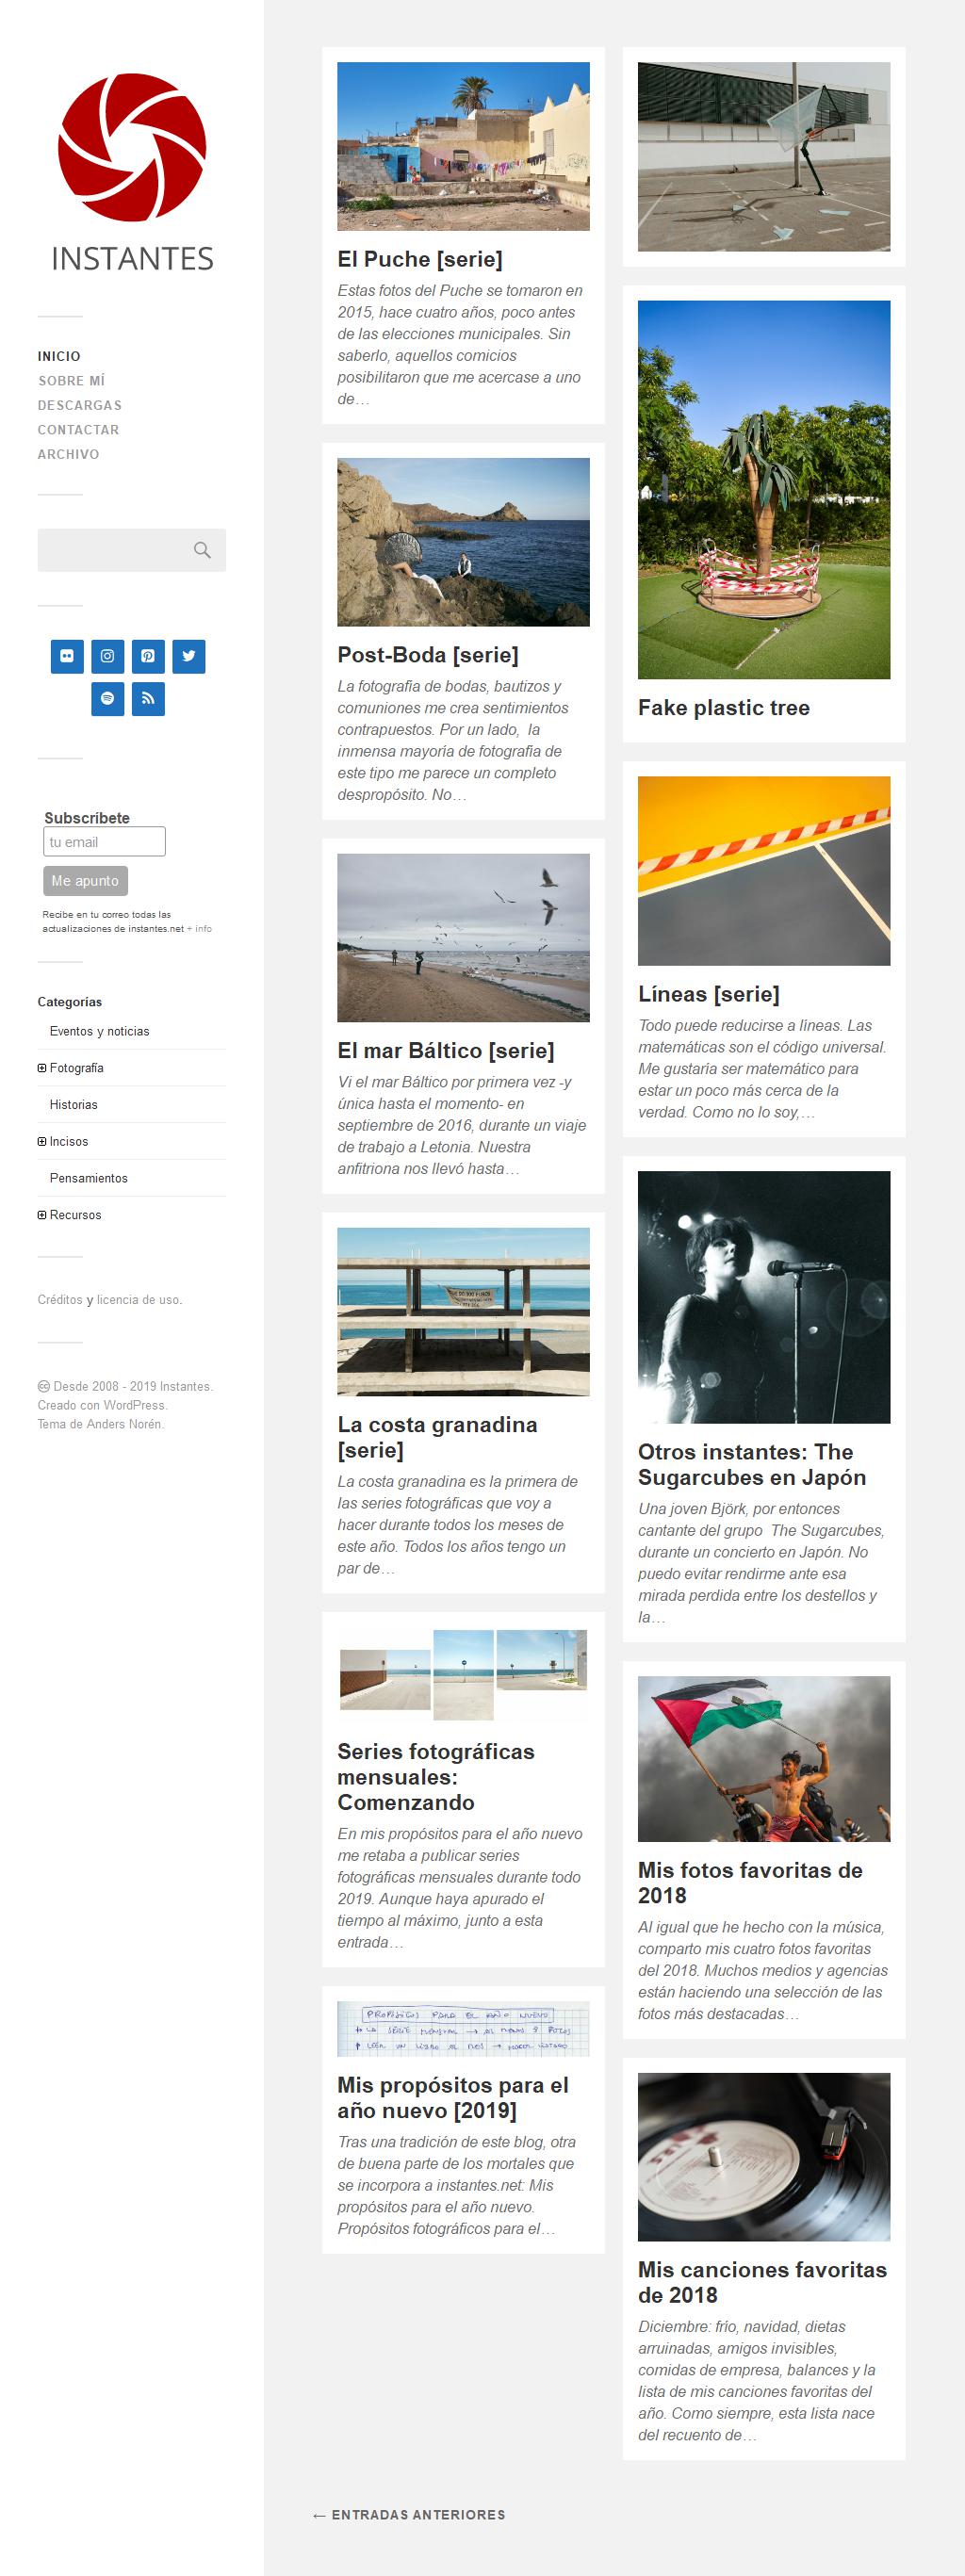 INSTANTES
INICIO
SOBRE MÍ
DESCARGAS
CONTACTAR
ARCHIVO
Subscríbete
tu email
Me apunto
Recibe en tu correo todas las
actualizaciones de instantes.net + info
Categorías
Eventos y noticias
Fotografía
Historias
Incisos
Pensamientos
Recursos
Créditos y licencia de uso.
Desde 2008 - 2019 Instantes.
Creado con WordPress.
Tema de Anders Norén.
El Puche [serie]
Estas fotos del Puche se tomaron en
2015, hace cuatro años, poco antes
de las elecciones municipales. Sin
saberlo, aquellos comicios
posibilitaron que me acercase a uno
de…
Post-Boda [serie]
La fotografía de bodas, bautizos y
comuniones me crea sentimientos
contrapuestos. Por un lado,  la
inmensa mayoría de fotografía de
este tipo me parece un completo
despropósito. No…
El mar Báltico [serie]
Vi el mar Báltico por primera vez -y
única hasta el momento- en
septiembre de 2016, durante un viaje
de trabajo a Letonia. Nuestra
anfitriona nos llevó hasta…
La costa granadina
[serie]
La costa granadina es la primera de
las series fotográficas que voy a
hacer durante todos los meses de
este año. Todos los años tengo un
par de…
Series fotográficas
mensuales:
Comenzando
En mis propósitos para el año nuevo
me retaba a publicar series
fotográficas mensuales durante todo
2019. Aunque haya apurado el
tiempo al máximo, junto a esta
entrada…
PROPÓSITOS PARA EL AÑO NUEVO
LA SERIE MENSUAL → AL MENOS 5 FOTOS
LEER UN LIBRO AL MES →
Mis propósitos para el
año nuevo [2019]
Tras una tradición de este blog, otra
de buena parte de los mortales que
se incorpora a instantes.net: Mis
propósitos para el año nuevo.
Propósitos fotográficos para el…
Fake plastic tree
Líneas [serie]
Todo puede reducirse a líneas. Las
matemáticas son el código universal.
Me gustaría ser matemático para
estar un poco más cerca de la
verdad. Como no lo soy,…
Otros instantes: The
Sugarcubes en Japón
Una joven Björk, por entonces
cantante del grupo  The Sugarcubes,
durante un concierto en Japón. No
puedo evitar rendirme ante esa
mirada perdida entre los destellos y
la…
Mis fotos favoritas de
2018
Al igual que he hecho con la música,
comparto mis cuatro fotos favoritas
del 2018. Muchos medios y agencias
están haciendo una selección de las
fotos más destacadas…
Mis canciones favoritas
de 2018
Diciembre: frío, navidad, dietas
arruinadas, amigos invisibles,
comidas de empresa, balances y la
lista de mis canciones favoritas del
año. Como siempre, esta lista nace
del recuento de…
← ENTRADAS ANTERIORES